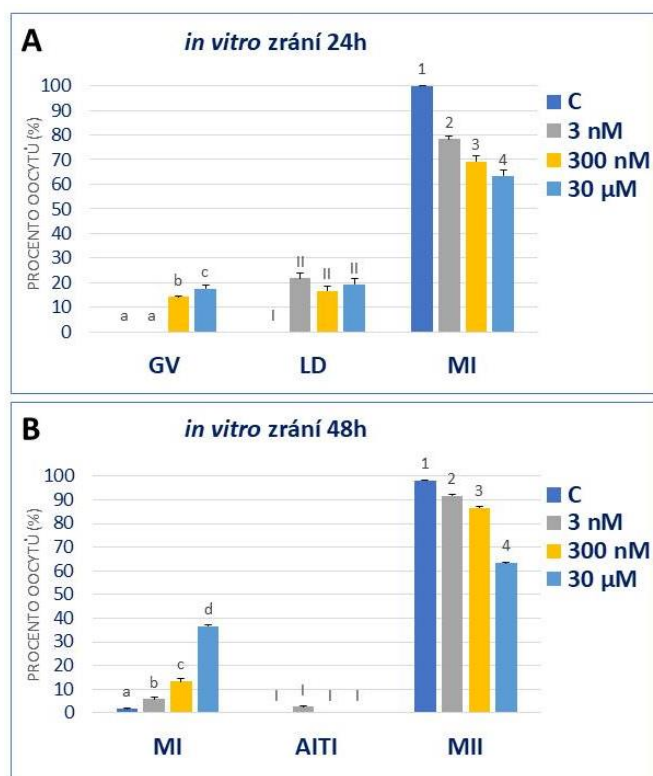 A
in vitro zrání 24h
PROCENTO OOCYTŮ (%)
100
90
80
70
60
50
40
30
20
10
0
a a b c
I II II II
1 2 3 4
GV LD MI
C
3 nM
300 nM
30 µM
B
in vitro zrání 48h
PROCENTO OOCYTŮ (%)
100
90
80
70
60
50
40
30
20
10
0
a b c d
I I I I
1 2 3 4
MI AITI MII
C
3 nM
300 nM
30 µM